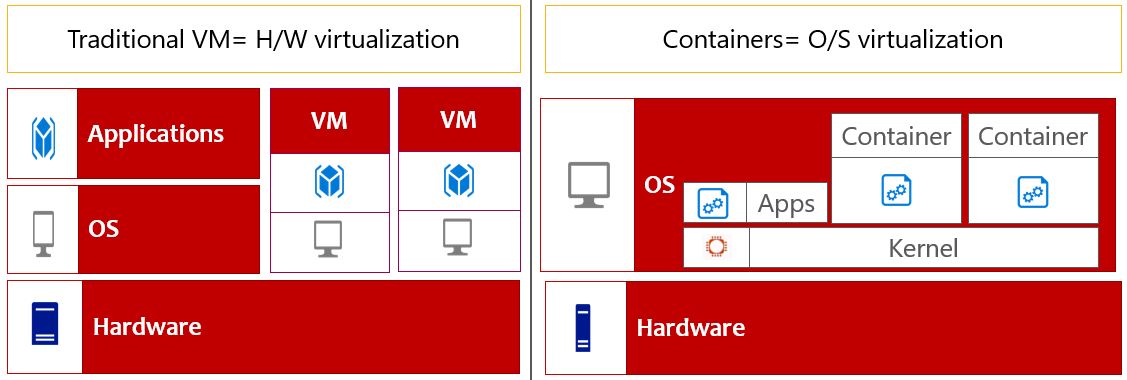 Traditional VM= H/W virtualization
Applications
VM
VM
OS
Hardware
Containers= O/S virtualization
Container
Container
OS
Apps
Kernel
Hardware